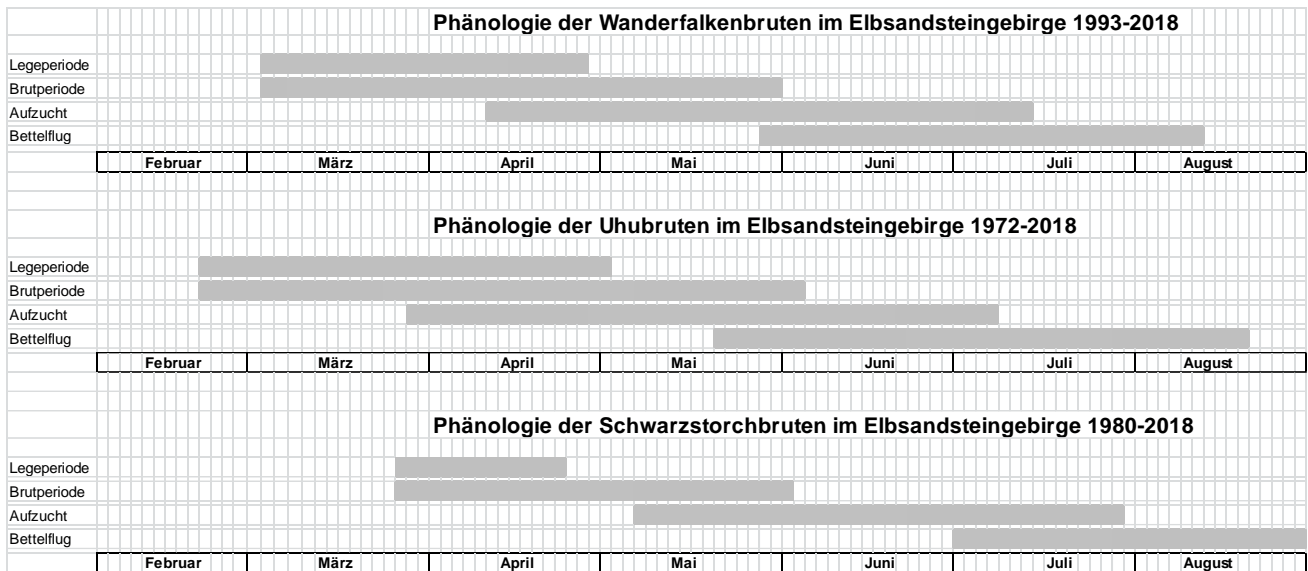 Phänologie der Wanderfalkenbruten im Elbsandsteingebirge 1993-2018
Legeperiode
Brutperiode
Aufzucht
Bettelflug
Februar März April Mai Juni Juli August
Phänologie der Uhubruten im Elbsandsteingebirge 1972-2018
Legeperiode
Brutperiode
Aufzucht
Bettelflug
Februar März April Mai Juni Juli August
Phänologie der Schwarzstorchbruten im Elbsandsteingebirge 1980-2018
Legeperiode
Brutperiode
Aufzucht
Bettelflug
Februar März April Mai Juni Juli August